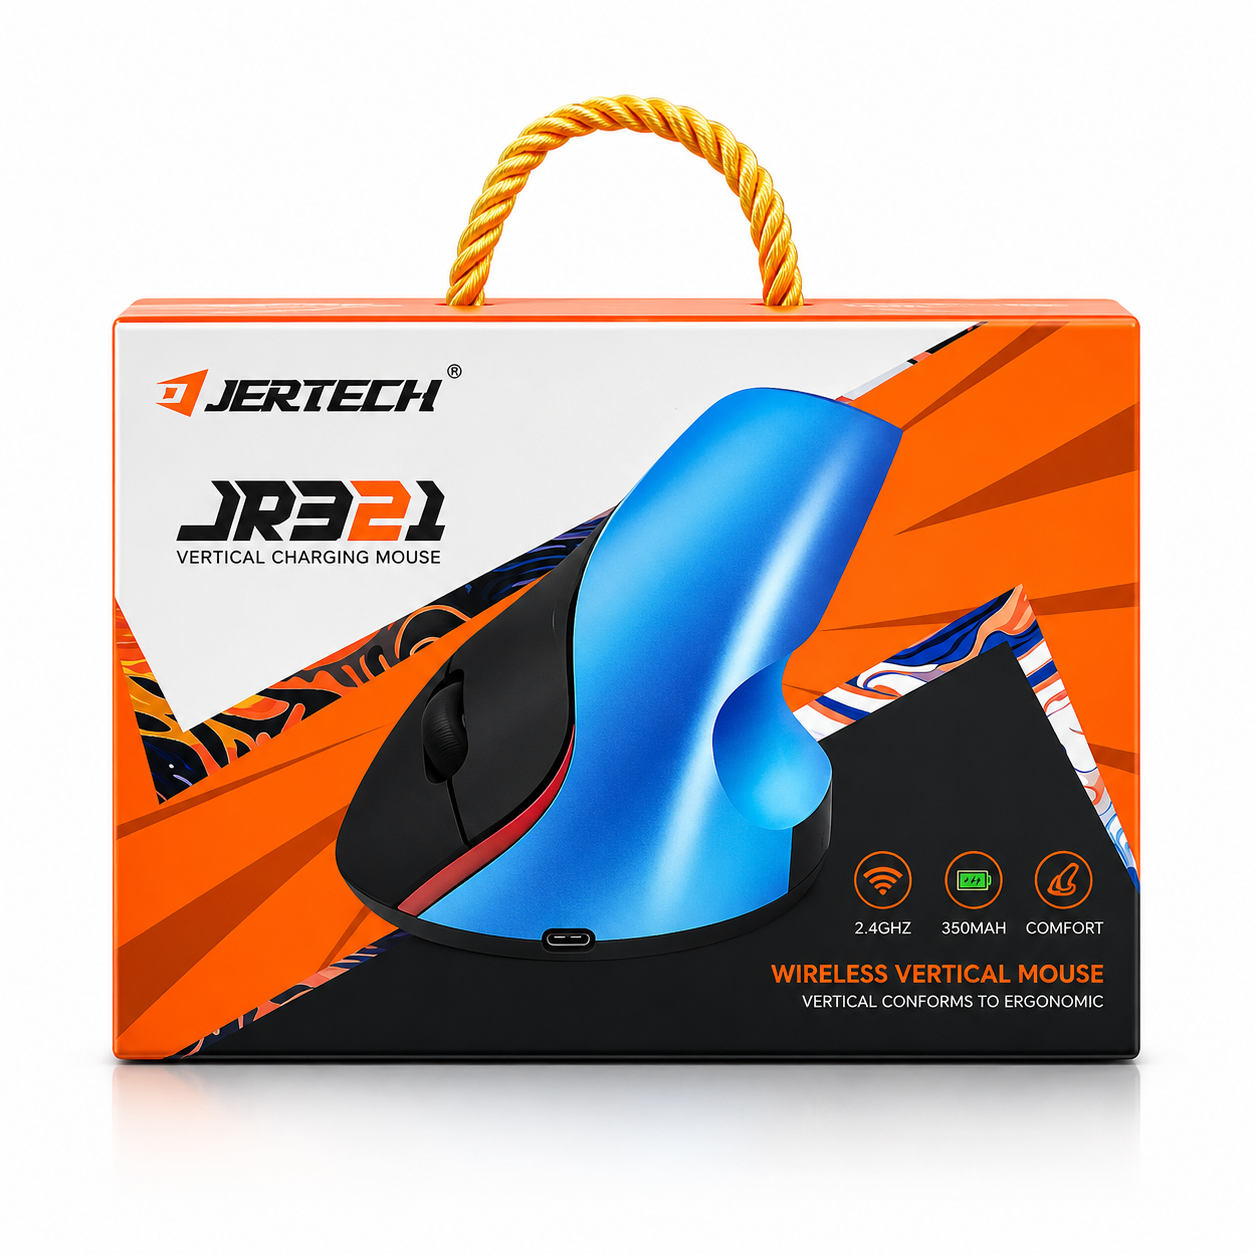 JERTECH®
JR321
VERTICAL CHARGING MOUSE
2.4GHZ
350MAH
COMFORT
WIRELESS VERTICAL MOUSE
VERTICAL CONFORMS TO ERGONOMIC